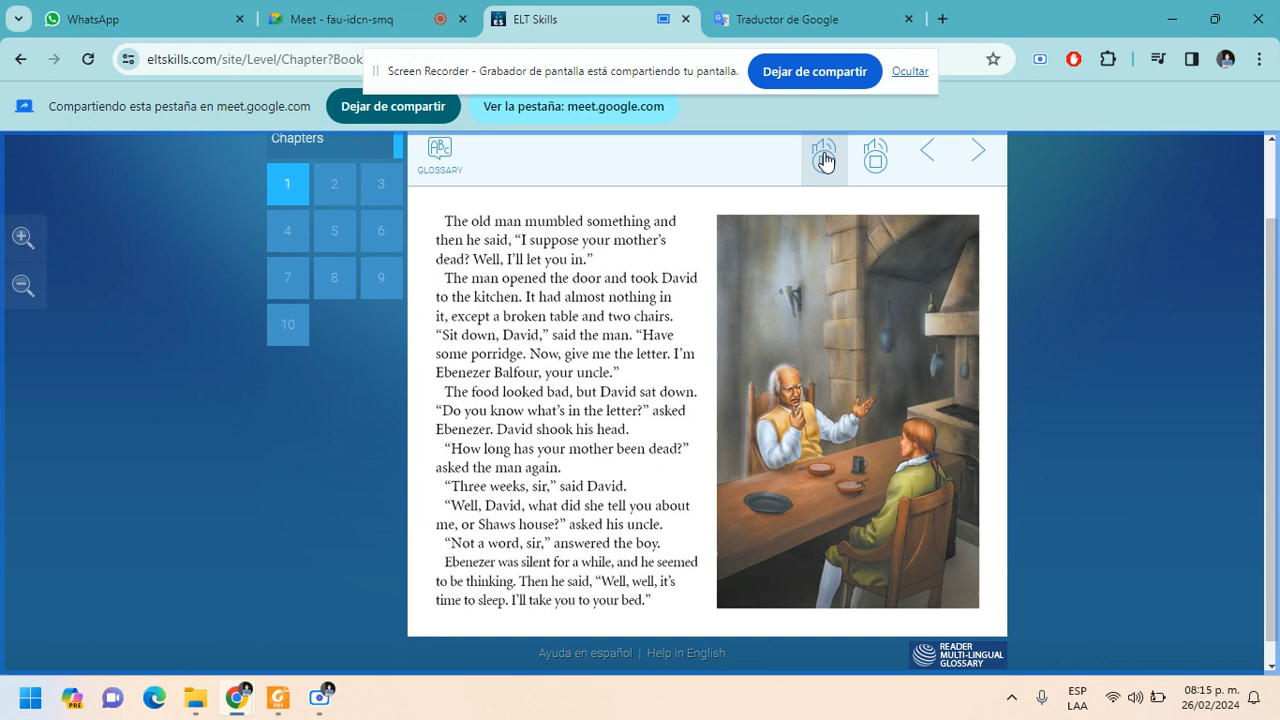 WhatsApp
Meet - fau-idcn-smq
ELT Skills
Traductor de Google
eltskills.com/site/Level/Chapter?Book
Screen Recorder - Grabador de pantalla está compartiendo tu pantalla.
Dejar de compartir
Ocultar
Compartiendo esta pestaña en meet.google.com
Dejar de compartir
Ver la pestaña: meet.google.com
Chapters
1 2 3
4 5 6
7 8 9
10
ABC
GLOSSARY
The old man mumbled something and
then he said, “I suppose your mother’s
dead? Well, I’ll let you in.”
The man opened the door and took David
to the kitchen. It had almost nothing in
it, except a broken table and two chairs.
“Sit down, David,” said the man. “Have
some porridge. Now, give me the letter. I’m
Ebenezer Balfour, your uncle.”
The food looked bad, but David sat down.
“Do you know what’s in the letter?” asked
Ebenezer. David shook his head.
“How long has your mother been dead?”
asked the man again.
“Three weeks, sir,” said David.
“Well, David, what did she tell you about
me, or Shaws house?” asked his uncle.
“Not a word, sir,” answered the boy.
Ebenezer was silent for a while, and he seemed
to be thinking. Then he said, “Well, well, it’s
time to sleep. I’ll take you to your bed.”
Ayuda en español | Help in English
READER
MULTI-LINGUAL
GLOSSARY
PRE
ESP
LAA
08:15 p. m.
26/02/2024